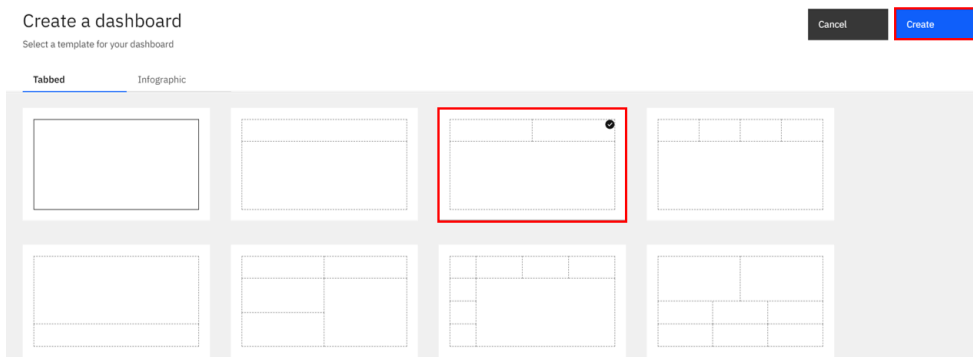 Create a dashboard
Cancel
Create
Select a template for your dashboard
Tabbed
Infographic